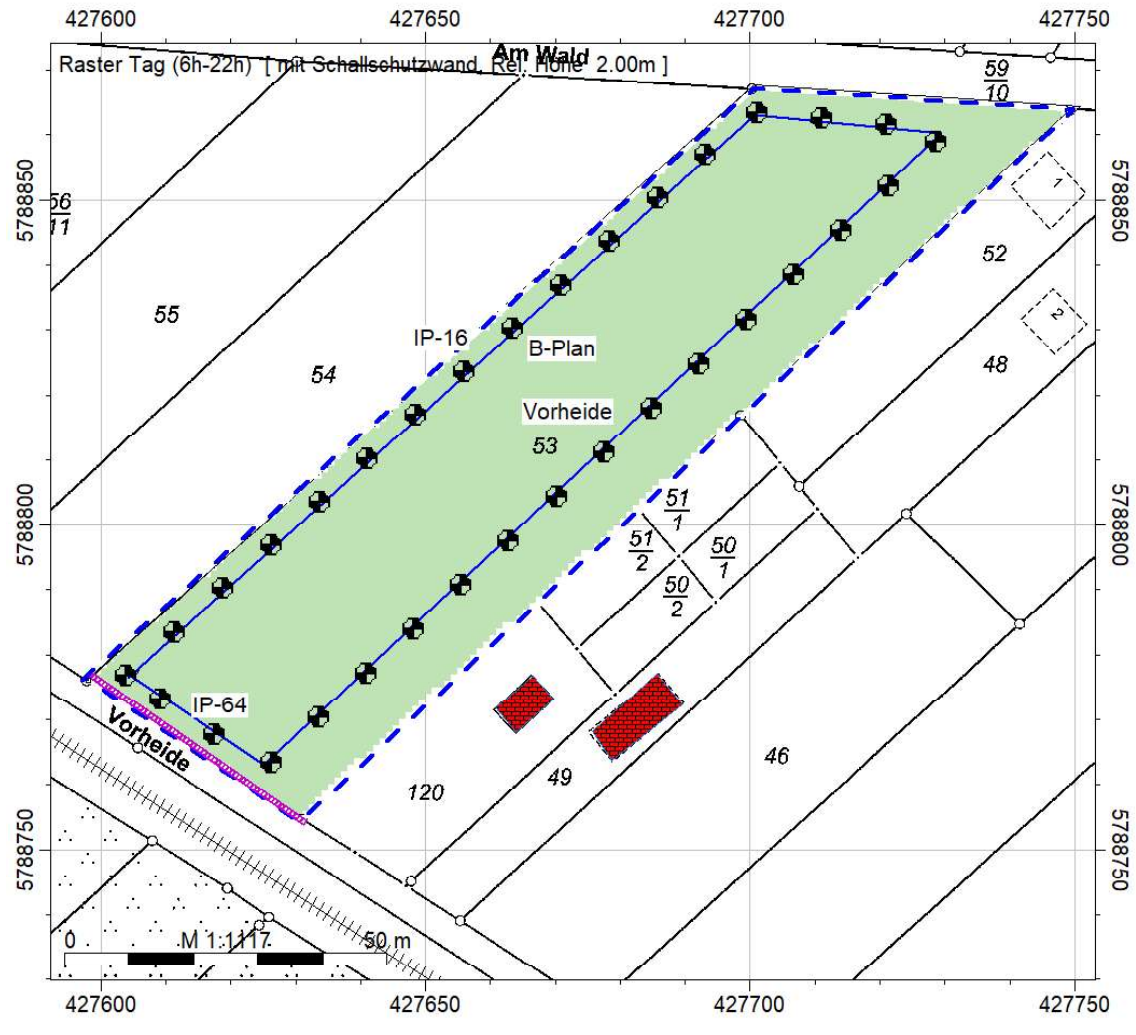 427600 427650 427700 427750
Am Wald
Raster Tag (6h-22h) [ mit Schallschutzwand, Rel. Höhe 2.00m ]
59
10
5788850
56
11
1
5788850
52
55
2
IP-16
B-Plan
48
54
Vorheide
53
51
1
5788800
51
2
50
1
5788800
50
2
IP-64
Vorheide
46
49
120
5788750
5788750
0 M 1:1117 50 m
427600 427650 427700 427750